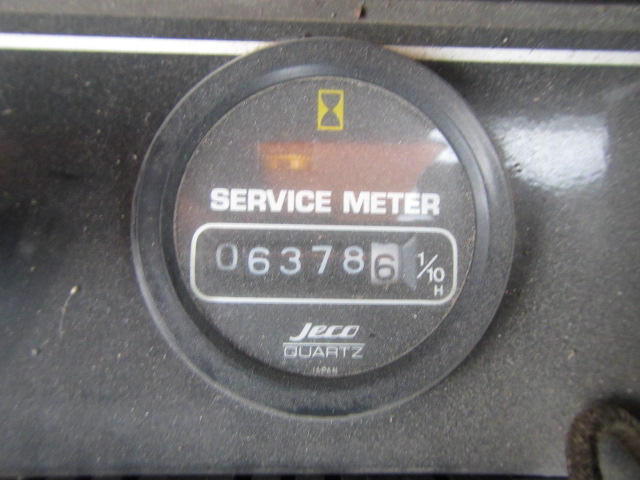 SERVICE METER
063786 1/10
H
Jeco
QUARTZ
JAPAN